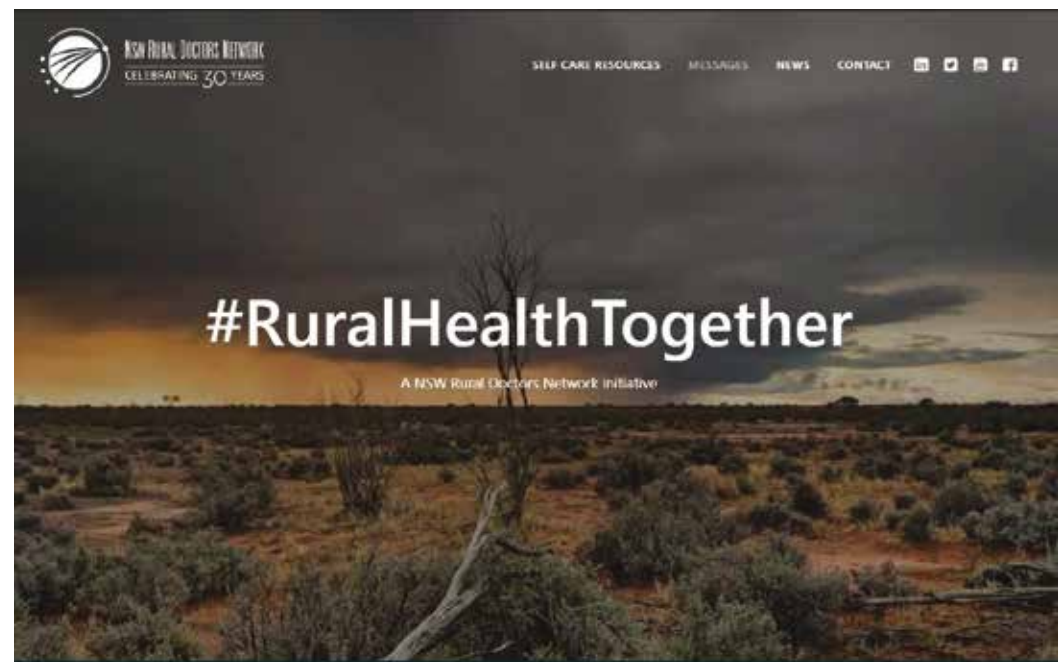 NSW RURAL DOCTORS NETWORK
CELEBRATING 30 YEARS
SELF CARE RESOURCES MESSAGES NEWS CONTACT
#RuralHealthTogether
A NSW Rural Doctors Network Initiative